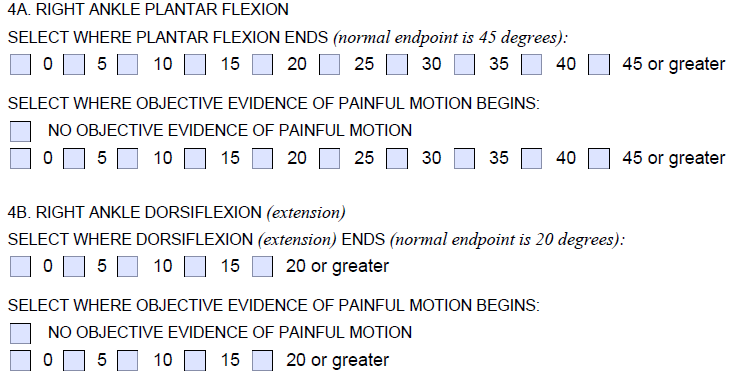 4A. RIGHT ANKLE PLANTAR FLEXION
SELECT WHERE PLANTAR FLEXION ENDS (normal endpoint is 45 degrees):
0 5 10 15 20 25 30 35 40 45 or greater
SELECT WHERE OBJECTIVE EVIDENCE OF PAINFUL MOTION BEGINS:
NO OBJECTIVE EVIDENCE OF PAINFUL MOTION
0 5 10 15 20 25 30 35 40 45 or greater
4B. RIGHT ANKLE DORSIFLEXION (extension)
SELECT WHERE DORSIFLEXION (extension) ENDS (normal endpoint is 20 degrees):
0 5 10 15 20 or greater
SELECT WHERE OBJECTIVE EVIDENCE OF PAINFUL MOTION BEGINS:
NO OBJECTIVE EVIDENCE OF PAINFUL MOTION
0 5 10 15 20 or greater